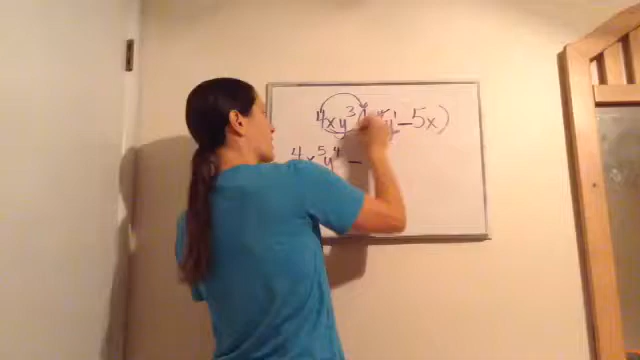 4xy³( y - 5x)
4x⁵y⁴ -